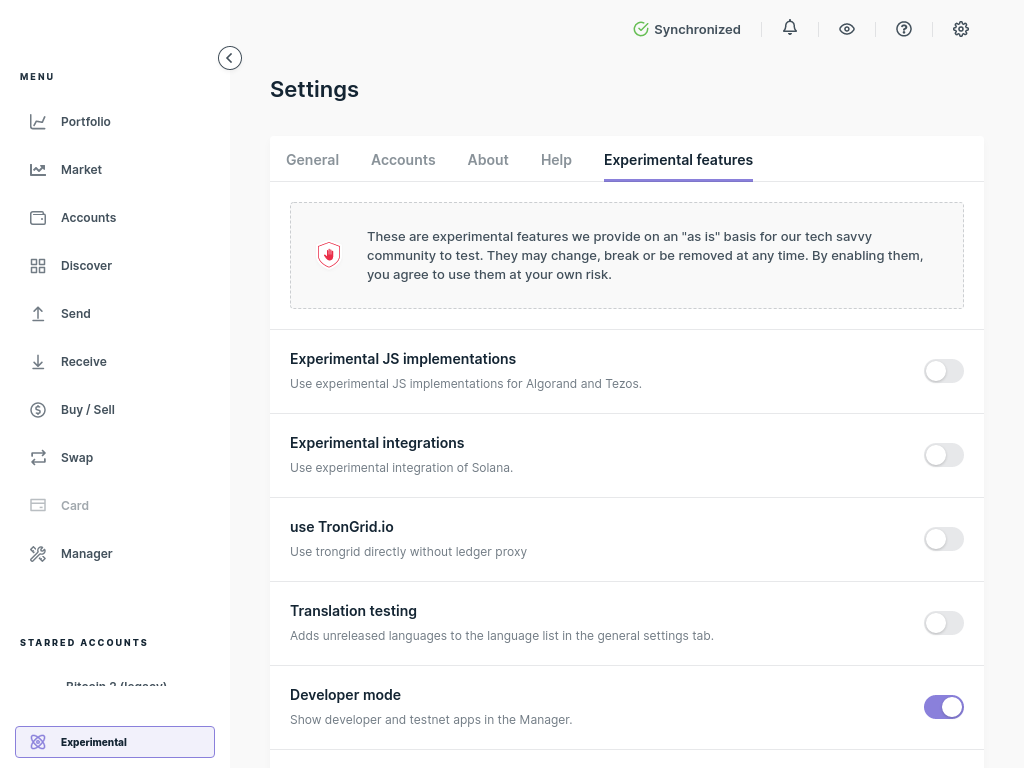 Synchronized
MENU
Portfolio
Market
Accounts
Discover
Send
Receive
Buy / Sell
Swap
Card
Manager
STARRED ACCOUNTS
Bitcoin 2 (legacy)
Experimental
Settings
General
Accounts
About
Help
Experimental features
These are experimental features we provide on an "as is" basis for our tech savvy
community to test. They may change, break or be removed at any time. By enabling them,
you agree to use them at your own risk.
Experimental JS implementations
Use experimental JS implementations for Algorand and Tezos.
Experimental integrations
Use experimental integration of Solana.
use TronGrid.io
Use trongrid directly without ledger proxy
Translation testing
Adds unreleased languages to the language list in the general settings tab.
Developer mode
Show developer and testnet apps in the Manager.